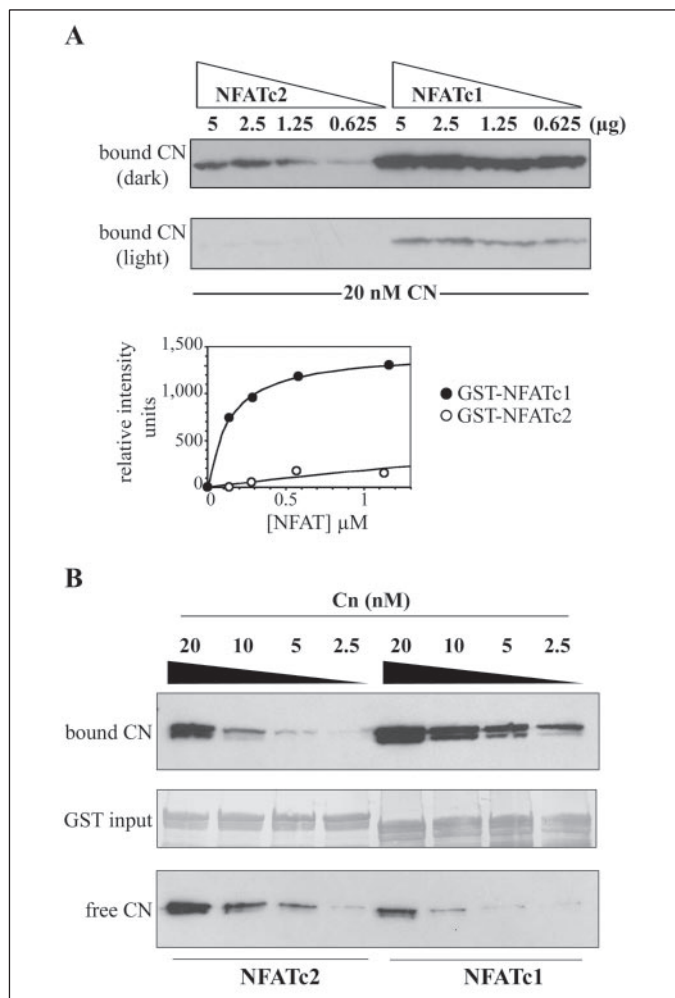 A
NFATc2 NFATc1
5 2.5 1.25 0.625 5 2.5 1.25 0.625 (µg)
bound CN
(dark)
bound CN
(light)
20 nM CN
relative intensity
units
1,500
1,000
500
0
0 0.5 1
[NFAT] µM
GST-NFATc1
GST-NFATc2
B
Cn (nM)
20 10 5 2.5 20 10 5 2.5
bound CN
GST input
free CN
NFATc2 NFATc1